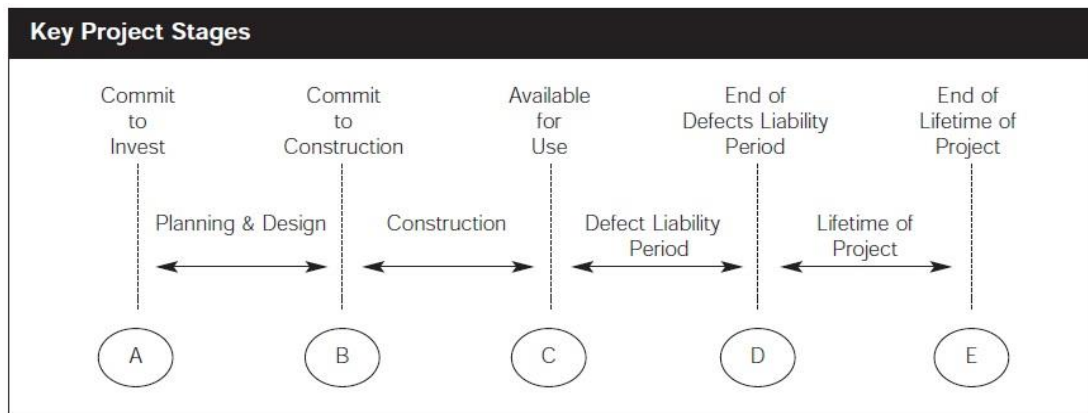 Key Project Stages
Commit
to
Invest
Commit
to
Construction
Available
for
Use
End of
Defects Liability
Period
End of
Lifetime of
Project
Planning & Design
Construction
Defect Liability
Period
Lifetime of
Project
A
B
C
D
E